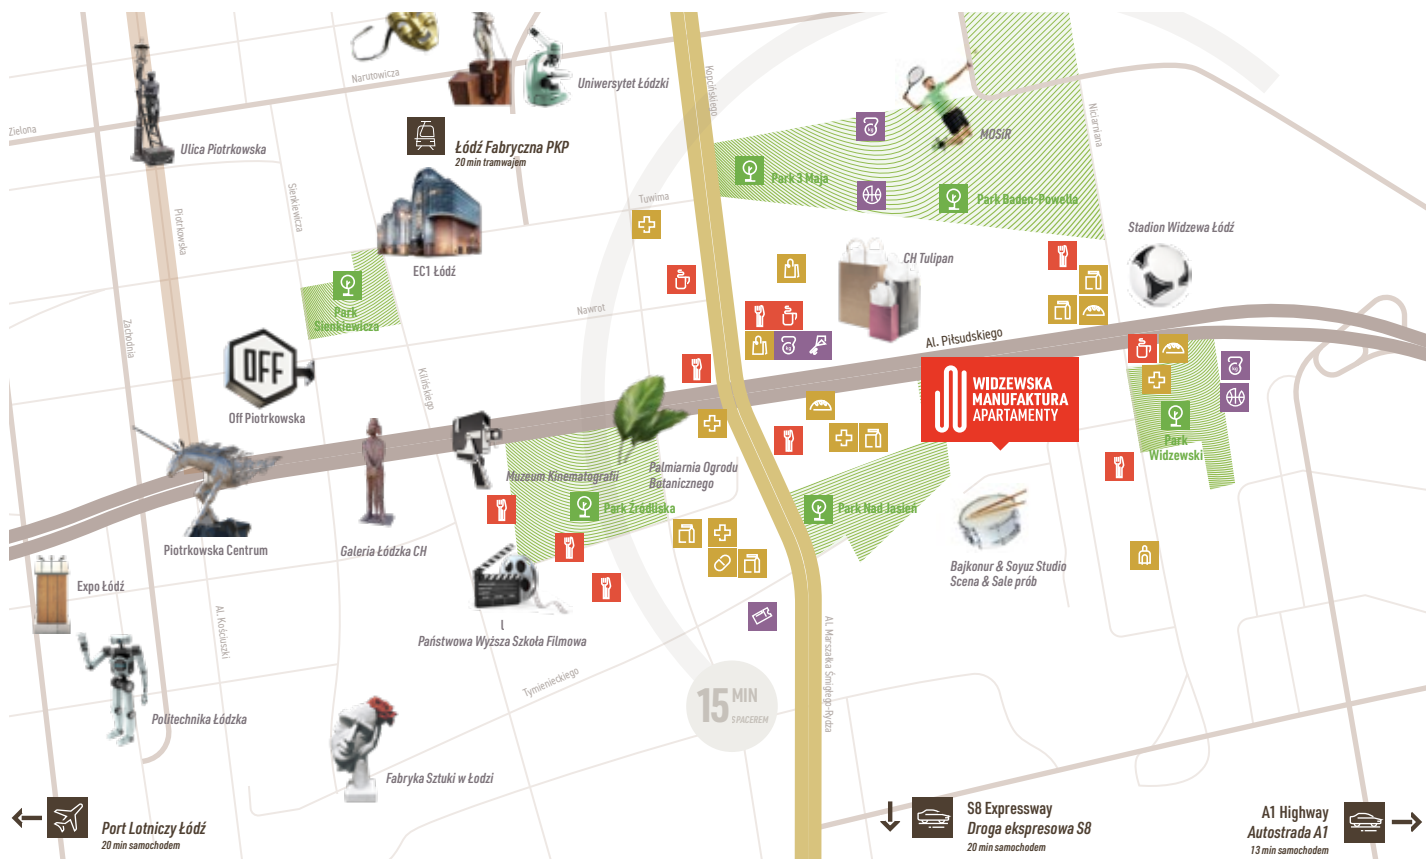 Narutowicza
Uniwersytet Łódzki
Kopcińskiego
Niciarniana
MOSiR
Zielona
Ulica Piotrkowska
Łódź Fabryczna PKP
20 min tramwajem
Park 3 Maja
Park Baden-Powella
Sienkiewicza
Piotrkowska
Tuwima
Stadion Widzewa Łódź
EC1 Łódź
CH Tulipan
Park
Sienkiewicza
Nawrot
Zachodnia
Al. Piłsudskiego
OFF
Off Piotrkowska
Kilińskiego
WIDZEWSKA
MANUFAKTURA
APARTAMENTY
Park
Widzewski
Muzeum Kinematografii
Palmiarnia Ogrodu
Botanicznego
Park Źródliska
Park Nad Jasień
Piotrkowska Centrum
Galeria Łódzka CH
Bajkonur & Soyuz Studio
Scena & Sale prób
Expo Łódź
Al. Kościuszki
l
Państwowa Wyższa Szkoła Filmowa
Tymienieckiego
Al. Marszałka Śmigłego-Rydza
15 MIN
SPACEREM
Politechnika Łódzka
Fabryka Sztuki w Łodzi
Port Lotniczy Łódź
20 min samochodem
S8 Expressway
Droga ekspresowa S8
20 min samochodem
A1 Highway
Autostrada A1
13 min samochodem